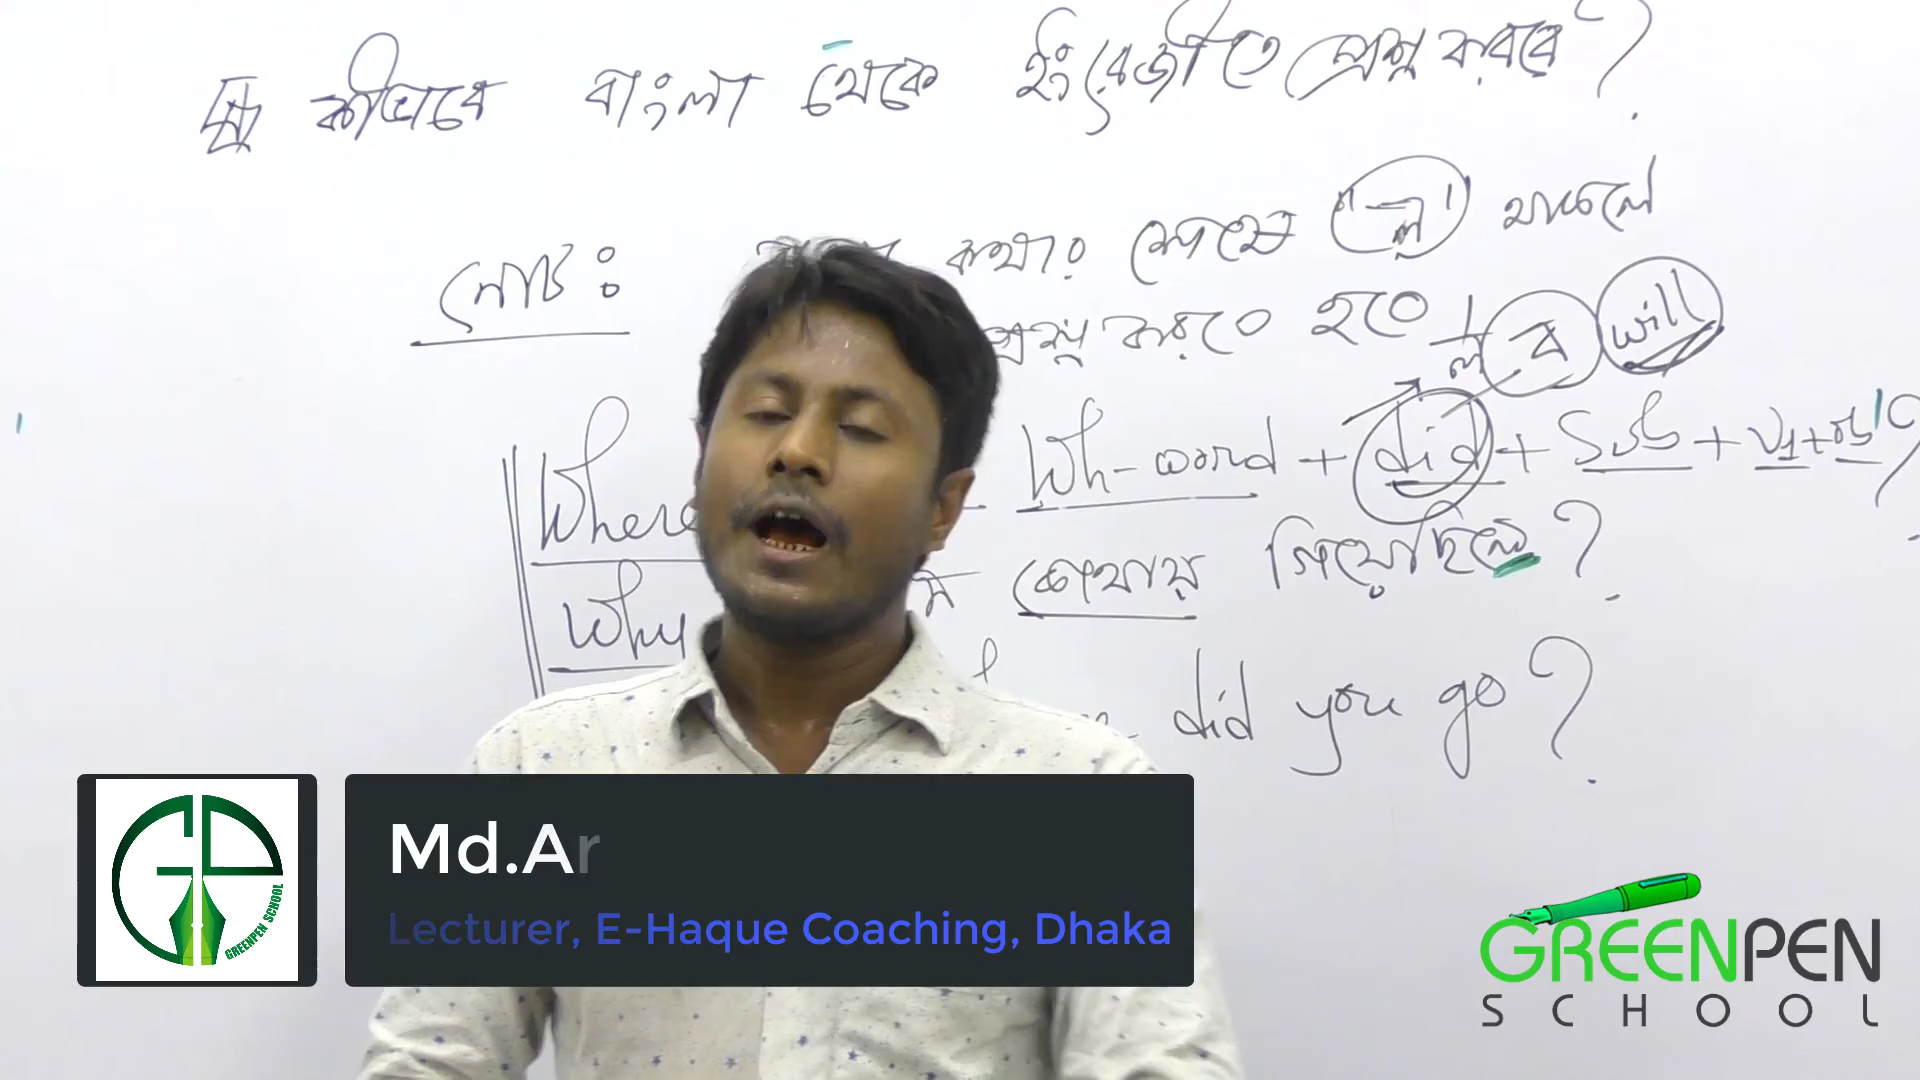 কীভাবে বাংলা থেকে ইংরেজীতে প্রশ্ন করবে?
নোট: কথার শেষে "ল" থাকলে
প্রশ্ন করতে হবে ল ব will
Where Wh-word + did + Sub + V1+ob?
Why কোথায় গিয়েছিলে?
did you go?
Md.Ar
Lecturer, E-Haque Coaching, Dhaka
GREENPEN SCHOOL
GREENPEN
SCHOOL